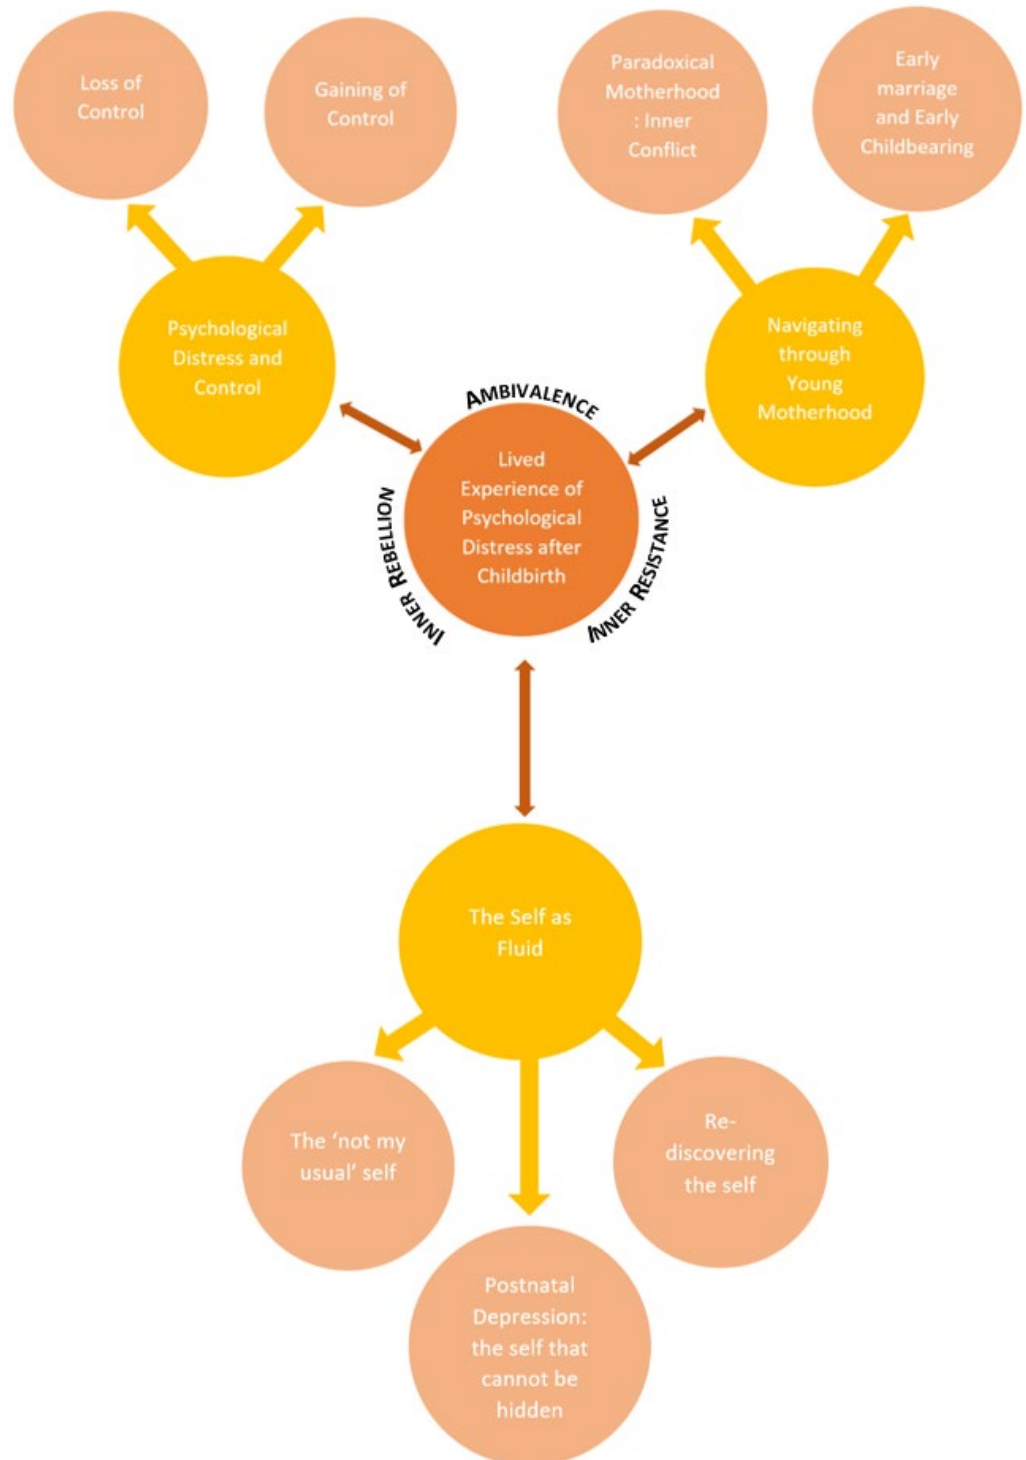 Loss of
Control
Gaining of
Control
Paradoxical
Motherhood
: Inner
Conflict
Early
marriage
and Early
Childbearing
Psychological
Distress and
Control
Navigating
through
Young
Motherhood
AMBIVALENCE
INNER REBELLION
INNER RESISTANCE
Lived
Experience of
Psychological
Distress after
Childbirth
The Self as
Fluid
The ‘not my
usual’ self
Re-
discovering
the self
Postnatal
Depression:
the self that
cannot be
hidden